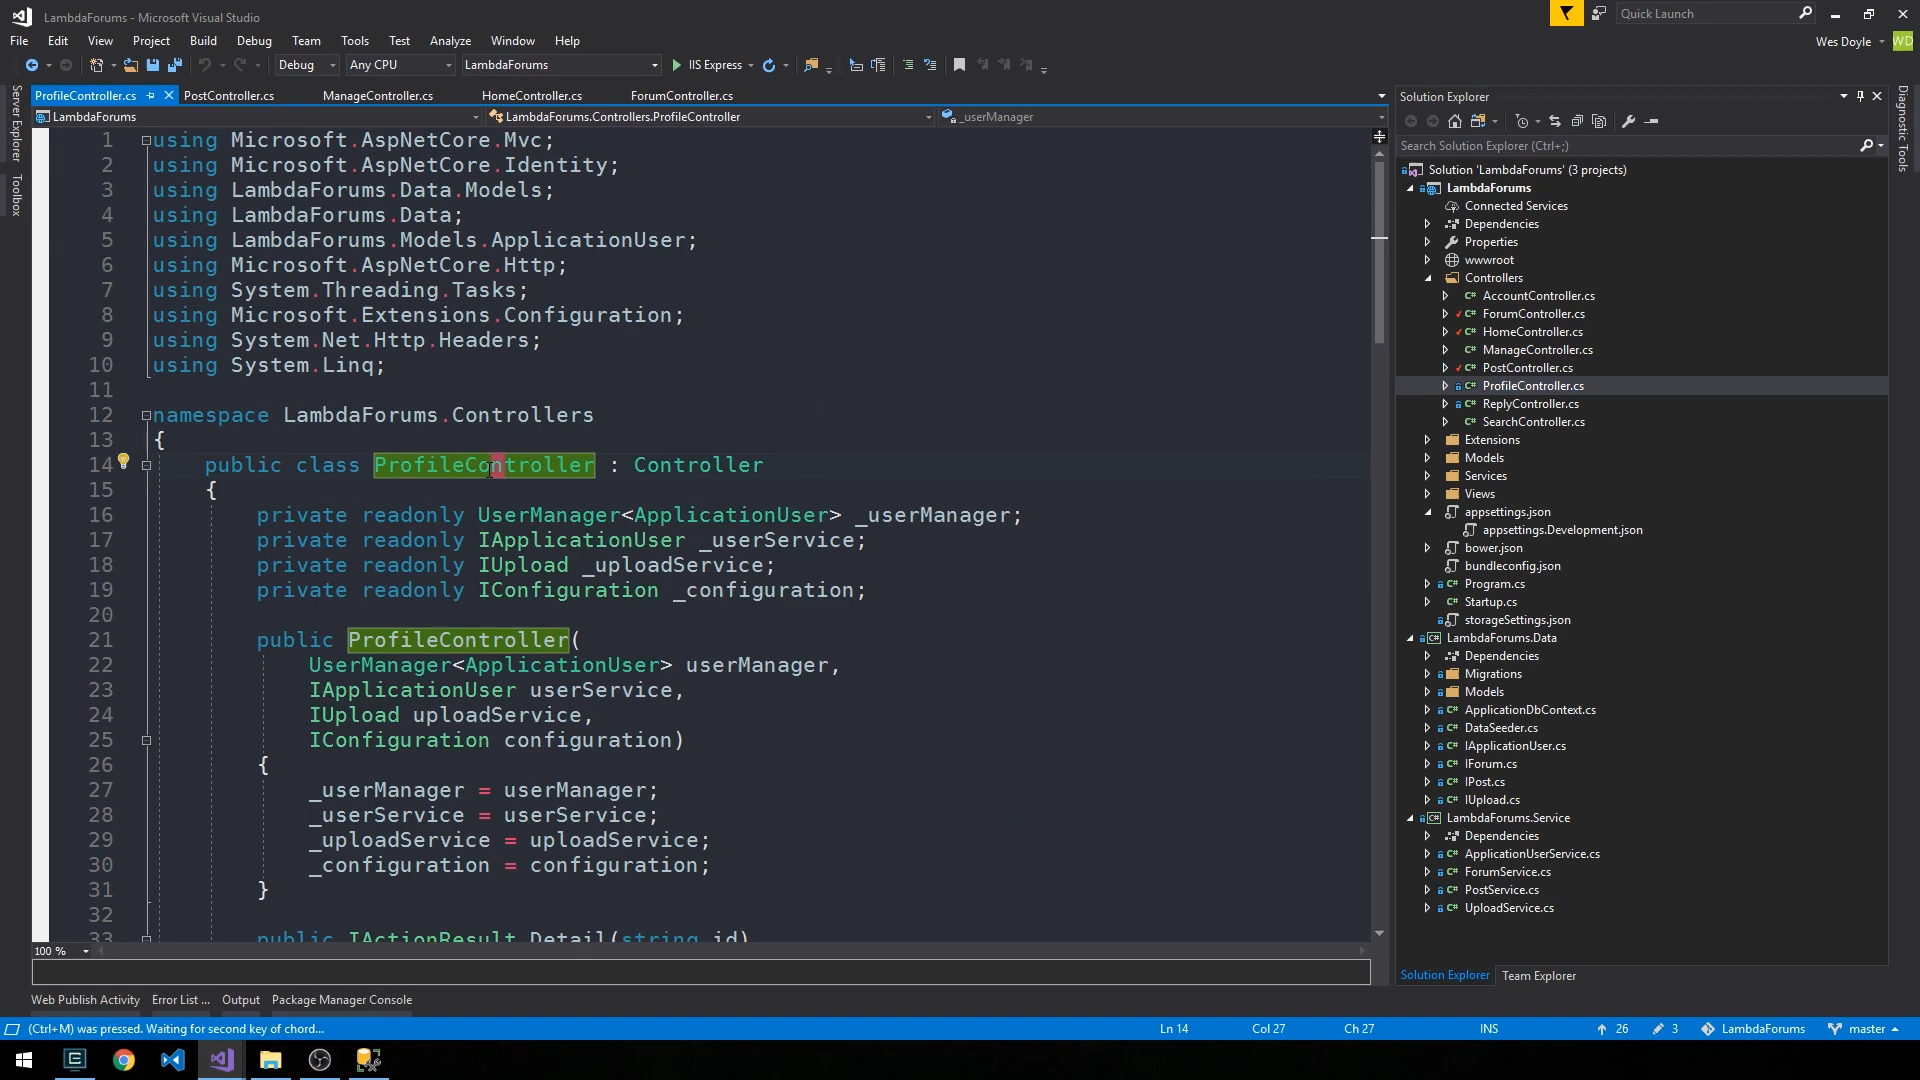 LambdaForums - Microsoft Visual Studio
Quick Launch
File Edit View Project Build Debug Team Tools Test Analyze Window Help
Wes Doyle WD
Debug Any CPU LambdaForums IIS Express
Server Explorer
Toolbox
ProfileController.cs PostController.cs ManageController.cs HomeController.cs ForumController.cs
LambdaForums LambdaForums.Controllers.ProfileController _userManager
1 using Microsoft.AspNetCore.Mvc;
2 using Microsoft.AspNetCore.Identity;
3 using LambdaForums.Data.Models;
4 using LambdaForums.Data;
5 using LambdaForums.Models.ApplicationUser;
6 using Microsoft.AspNetCore.Http;
7 using System.Threading.Tasks;
8 using Microsoft.Extensions.Configuration;
9 using System.Net.Http.Headers;
10 using System.Linq;
11
12 namespace LambdaForums.Controllers
13 {
14 public class ProfileController : Controller
15 {
16 private readonly UserManager<ApplicationUser> _userManager;
17 private readonly IApplicationUser _userService;
18 private readonly IUpload _uploadService;
19 private readonly IConfiguration _configuration;
20
21 public ProfileController(
22 UserManager<ApplicationUser> userManager,
23 IApplicationUser userService,
24 IUpload uploadService,
25 IConfiguration configuration)
26 {
27 _userManager = userManager;
28 _userService = userService;
29 _uploadService = uploadService;
30 _configuration = configuration;
31 }
32
33 public IActionResult Detail(string id)
100 %
Solution Explorer
Search Solution Explorer (Ctrl+;)
Solution 'LambdaForums' (3 projects)
LambdaForums
Connected Services
Dependencies
Properties
wwwroot
Controllers
C# AccountController.cs
C# ForumController.cs
C# HomeController.cs
C# ManageController.cs
C# PostController.cs
C# ProfileController.cs
C# ReplyController.cs
C# SearchController.cs
Extensions
Models
Services
Views
appsettings.json
appsettings.Development.json
bower.json
bundleconfig.json
C# Program.cs
C# Startup.cs
storageSettings.json
C# LambdaForums.Data
Dependencies
Migrations
Models
C# ApplicationDbContext.cs
C# DataSeeder.cs
C# IApplicationUser.cs
C# IForum.cs
C# IPost.cs
C# IUpload.cs
C# LambdaForums.Service
Dependencies
C# ApplicationUserService.cs
C# ForumService.cs
C# PostService.cs
C# UploadService.cs
Solution Explorer Team Explorer
Diagnostic Tools
Web Publish Activity Error List ... Output Package Manager Console
(Ctrl+M) was pressed. Waiting for second key of chord... Ln 14 Col 27 Ch 27 INS 26 3 LambdaForums master